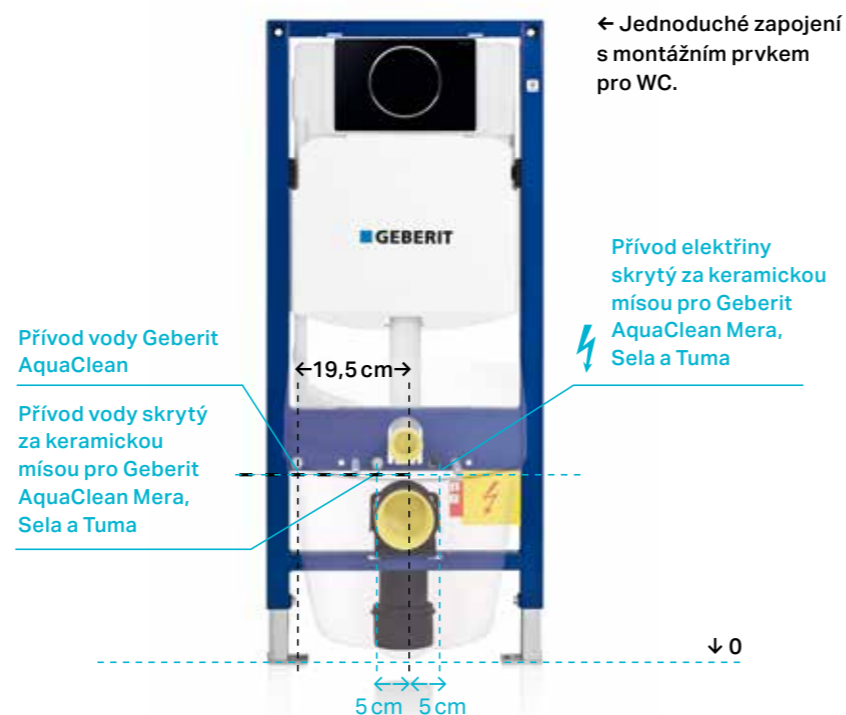 ← Jednoduché zapojení
s montážním prvkem
pro WC.
GEBERIT
Přívod elektřiny
skrytý za keramickou
mísou pro Geberit
AquaClean Mera,
Sela a Tuma
Přívod vody Geberit
AquaClean
←19,5 cm→
Přívod vody skrytý
za keramickou
mísou pro Geberit
AquaClean Mera,
Sela a Tuma
↓ 0
5 cm 5 cm